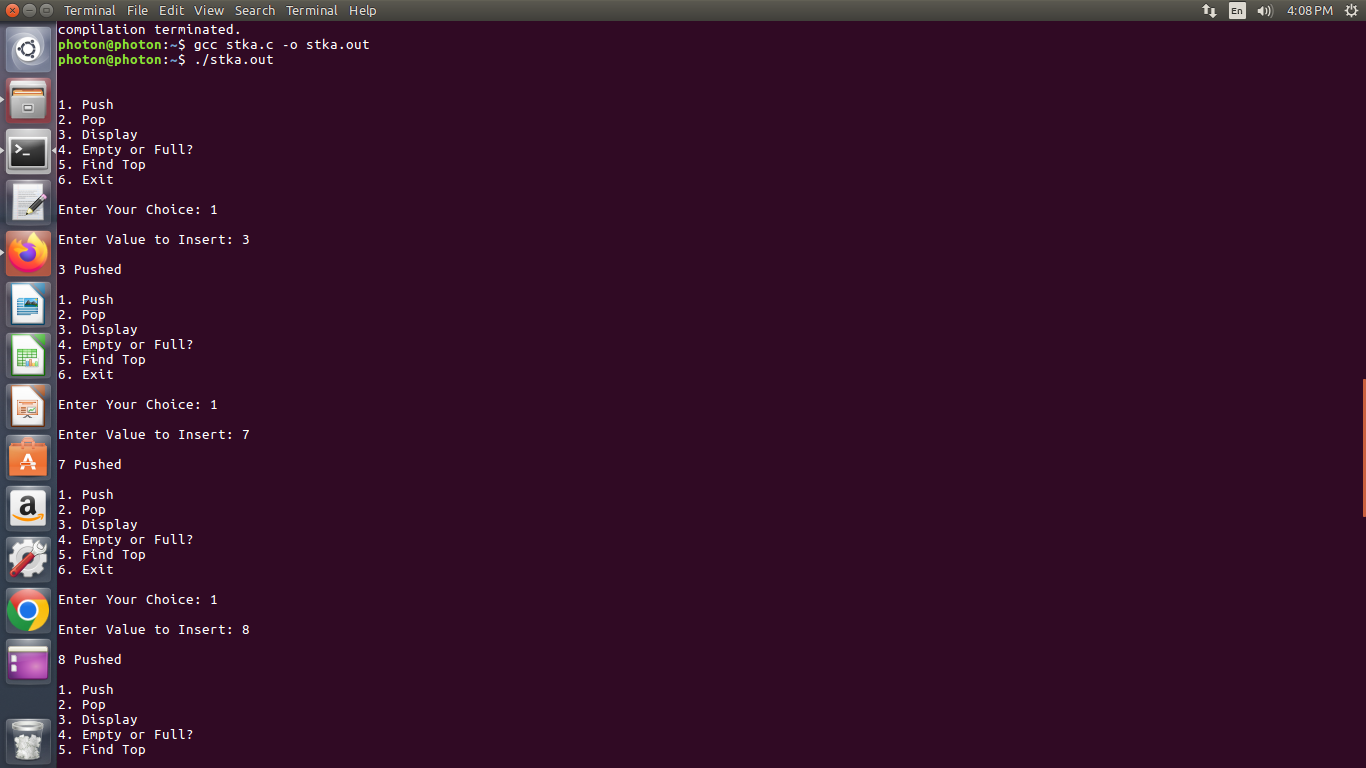 Terminal File Edit View Search Terminal Help En 4:08 PM
compilation terminated.
photon@photon:~$ gcc stka.c -o stka.out
photon@photon:~$ ./stka.out
1. Push
2. Pop
3. Display
4. Empty or Full?
5. Find Top
6. Exit
Enter Your Choice: 1
Enter Value to Insert: 3
3 Pushed
1. Push
2. Pop
3. Display
4. Empty or Full?
5. Find Top
6. Exit
Enter Your Choice: 1
Enter Value to Insert: 7
7 Pushed
1. Push
2. Pop
3. Display
4. Empty or Full?
5. Find Top
6. Exit
Enter Your Choice: 1
Enter Value to Insert: 8
8 Pushed
1. Push
2. Pop
3. Display
4. Empty or Full?
5. Find Top